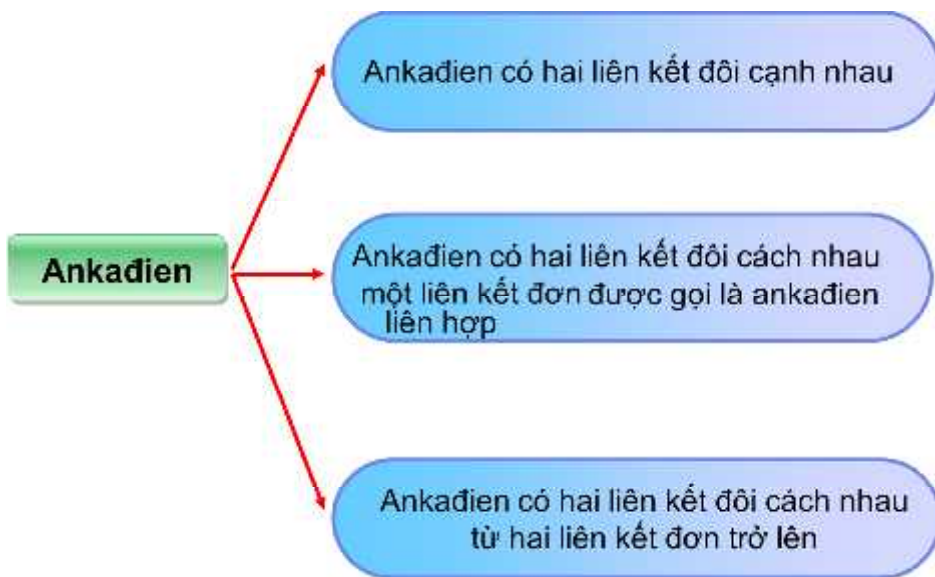 Ankađien có hai liên kết đôi cạnh nhau
Ankađien
Ankađien có hai liên kết đôi cách nhau
một liên kết đơn được gọi là ankađien
liên hợp
Ankađien có hai liên kết đôi cách nhau
từ hai liên kết đơn trở lên